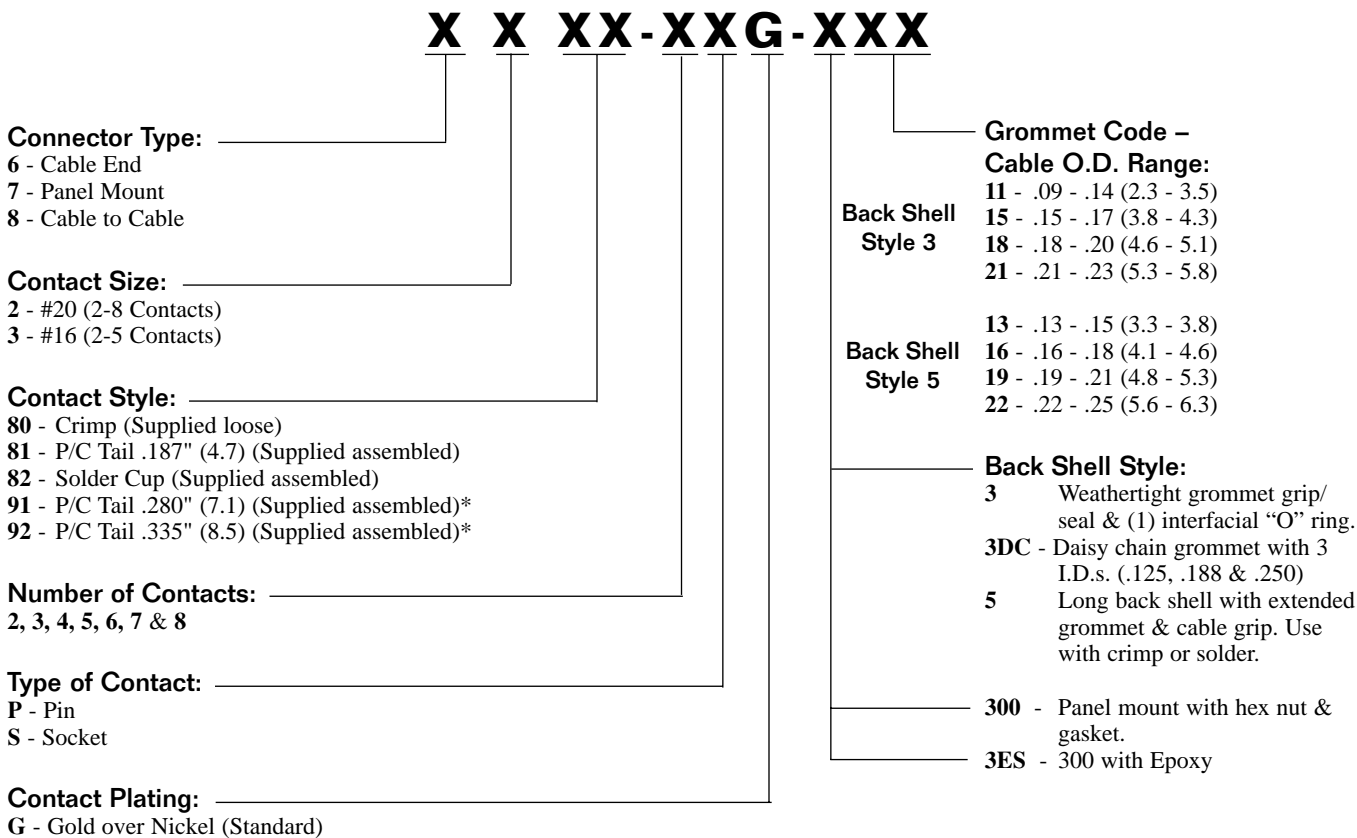 X X XX-XXG-XXX
Connector Type:
6 - Cable End
7 - Panel Mount
8 - Cable to Cable
Contact Size:
2 - #20 (2-8 Contacts)
3 - #16 (2-5 Contacts)
Contact Style:
80 - Crimp (Supplied loose)
81 - P/C Tail .187" (4.7) (Supplied assembled)
82 - Solder Cup (Supplied assembled)
91 - P/C Tail .280" (7.1) (Supplied assembled)*
92 - P/C Tail .335" (8.5) (Supplied assembled)*
Number of Contacts:
2, 3, 4, 5, 6, 7 & 8
Type of Contact:
P - Pin
S - Socket
Contact Plating:
G - Gold over Nickel (Standard)
Grommet Code –
Cable O.D. Range:
Back Shell
Style 3
11 - .09 - .14 (2.3 - 3.5)
15 - .15 - .17 (3.8 - 4.3)
18 - .18 - .20 (4.6 - 5.1)
21 - .21 - .23 (5.3 - 5.8)
Back Shell
Style 5
13 - .13 - .15 (3.3 - 3.8)
16 - .16 - .18 (4.1 - 4.6)
19 - .19 - .21 (4.8 - 5.3)
22 - .22 - .25 (5.6 - 6.3)
Back Shell Style:
3 Weathertight grommet grip/
seal & (1) interfacial “O” ring.
3DC - Daisy chain grommet with 3
I.D.s. (.125, .188 & .250)
5 Long back shell with extended
grommet & cable grip. Use
with crimp or solder.
300 - Panel mount with hex nut &
gasket.
3ES - 300 with Epoxy